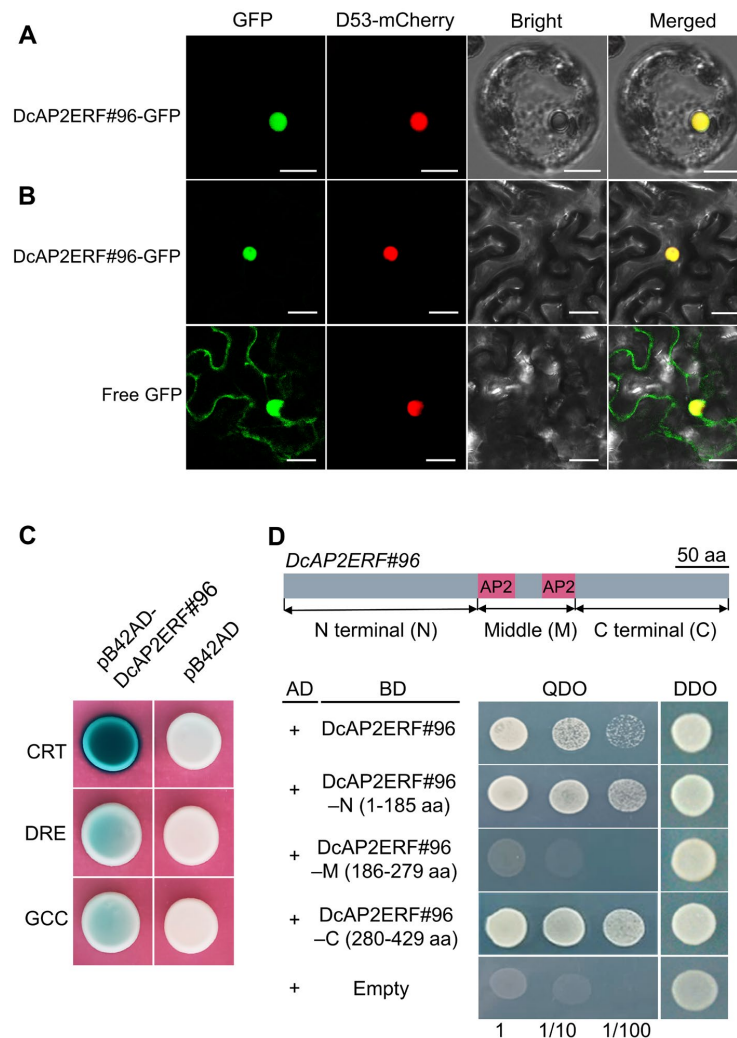 GFP D53-mCherry Bright Merged
A
DcAP2ERF#96-GFP
B
DcAP2ERF#96-GFP
Free GFP
C
pB42AD-
DcAP2ERF#96
pB42AD
CRT
DRE
GCC
D
DcAP2ERF#96
50 aa
AP2 AP2
N terminal (N) Middle (M) C terminal (C)
AD BD QDO DDO
+ DcAP2ERF#96
+ DcAP2ERF#96
–N (1-185 aa)
+ DcAP2ERF#96
–M (186-279 aa)
+ DcAP2ERF#96
–C (280-429 aa)
+ Empty
1 1/10 1/100